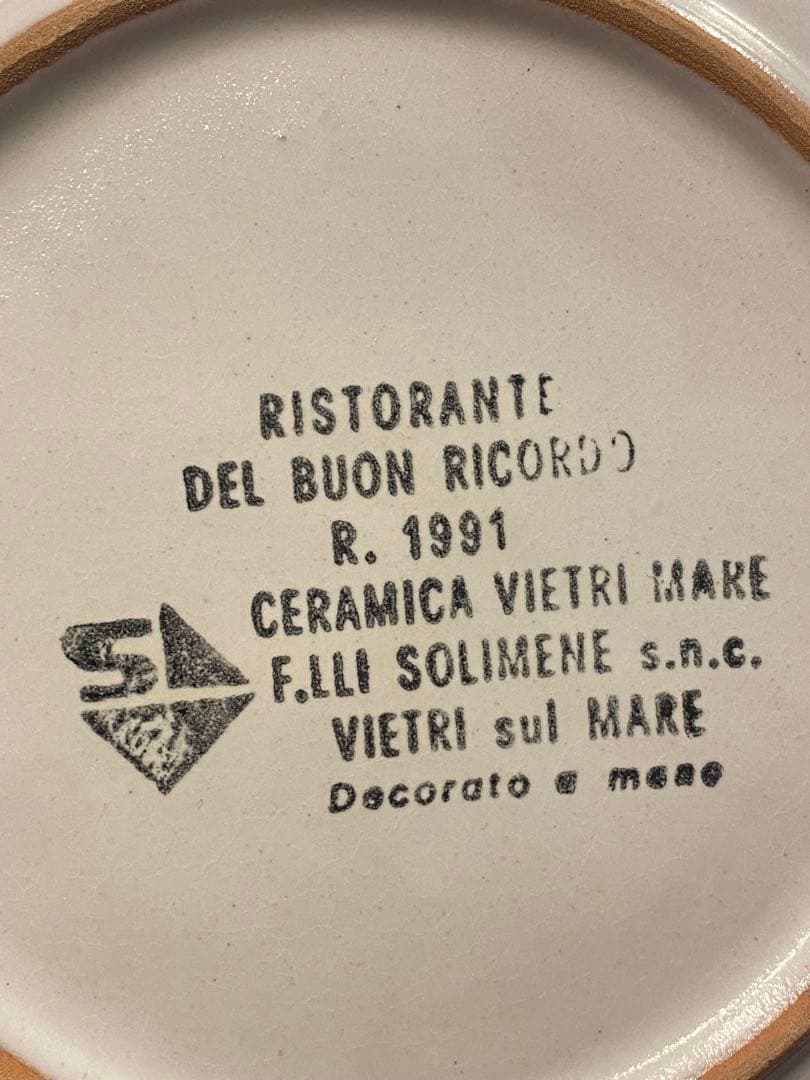 RISTORANTE
DEL BUON RICORDO
R. 1991
CERAMICA VIETRI MARE
F.LLI SOLIMENE s.n.c.
VIETRI sul MARE
Decorato a mano
S